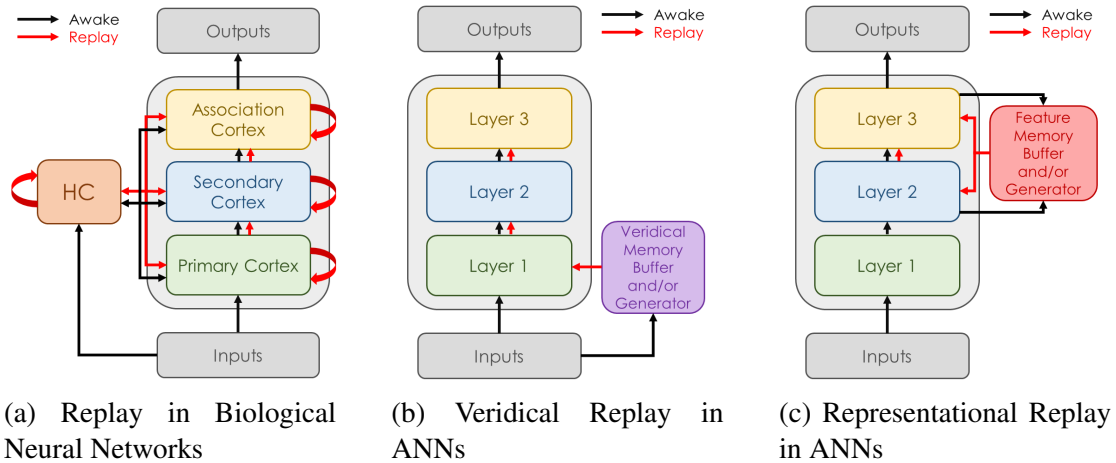 Awake
Replay
Outputs
Association
Cortex
HC
Secondary
Cortex
Primary Cortex
Inputs
(a) Replay in Biological
Neural Networks
Outputs
Awake
Replay
Layer 3
Layer 2
Layer 1
Veridical
Memory
Buffer
and/or
Generator
Inputs
(b) Veridical Replay in
ANNs
Outputs
Awake
Replay
Layer 3
Feature
Memory
Buffer
and/or
Generator
Layer 2
Layer 1
Inputs
(c) Representational Replay
in ANNs